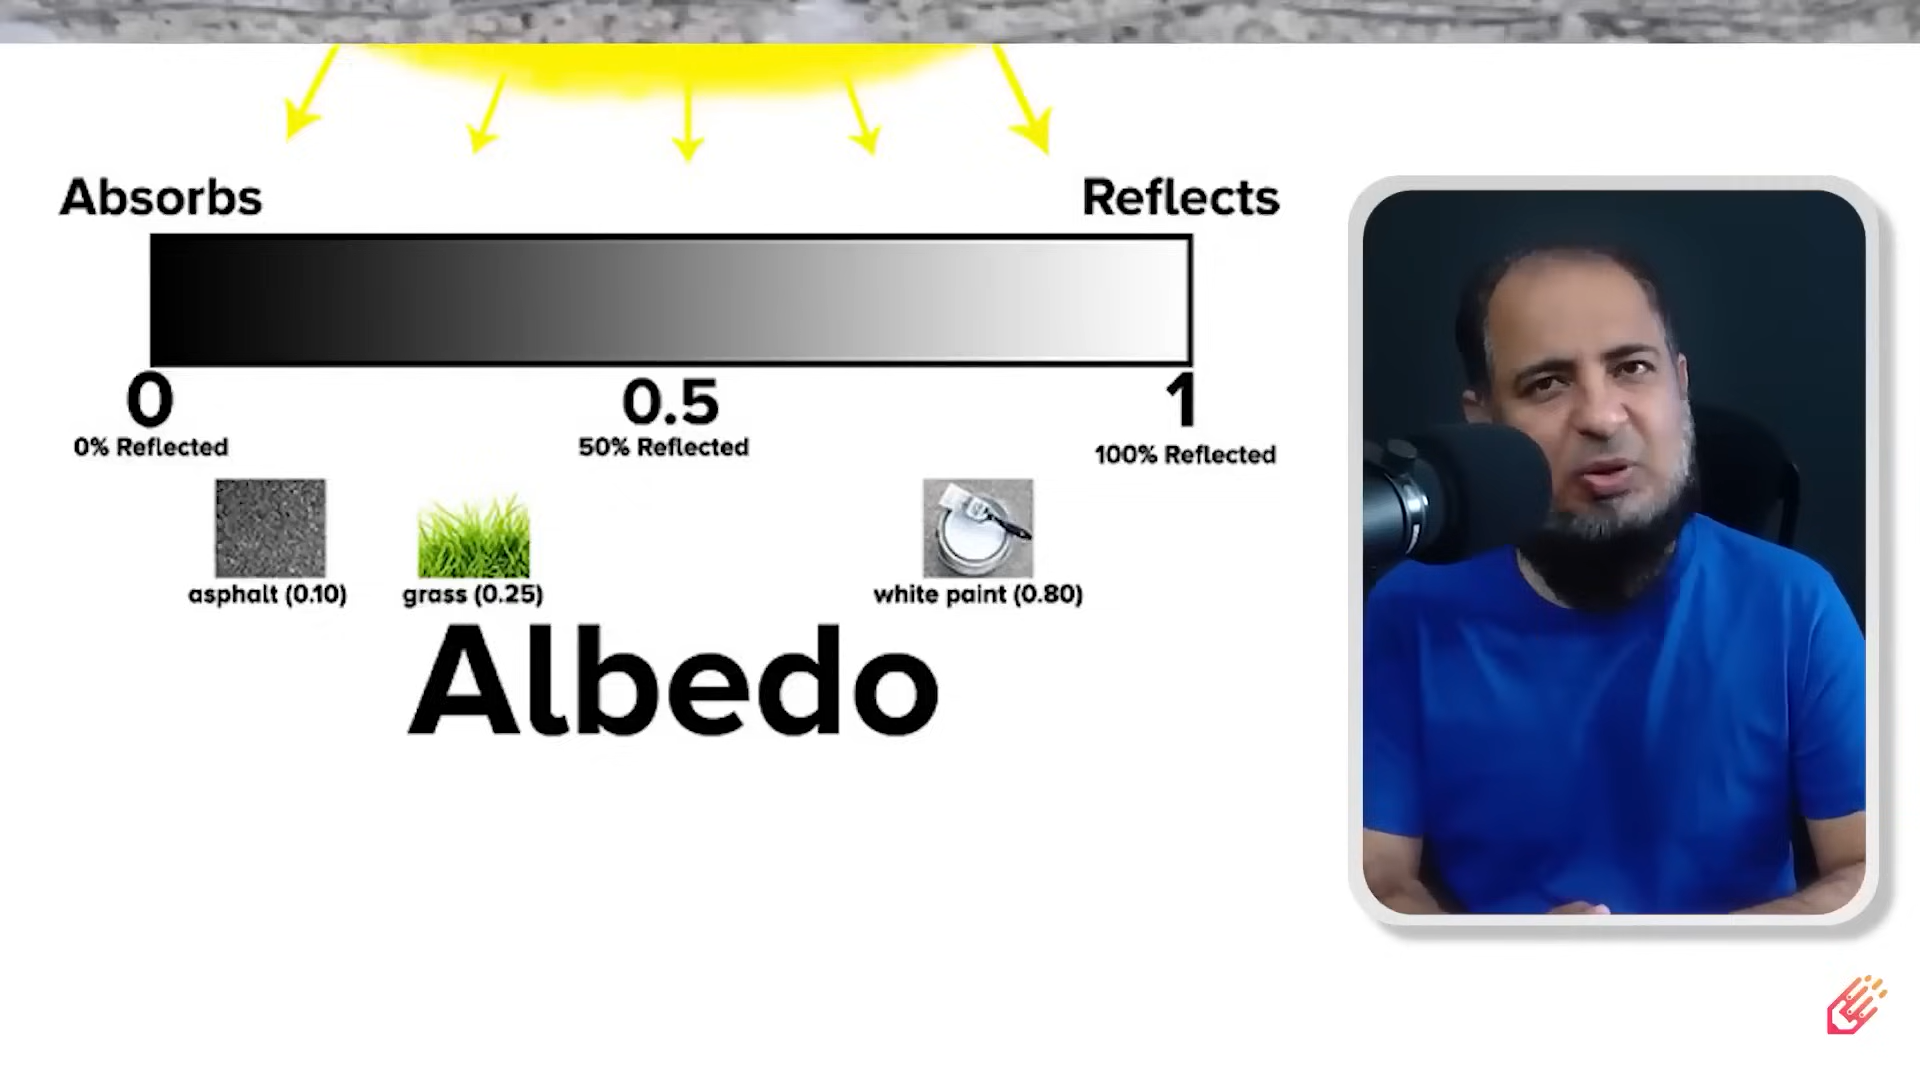 Absorbs
Reflects
0
0.5
1
0% Reflected
50% Reflected
100% Reflected
asphalt (0.10)
grass (0.25)
white paint (0.80)
Albedo